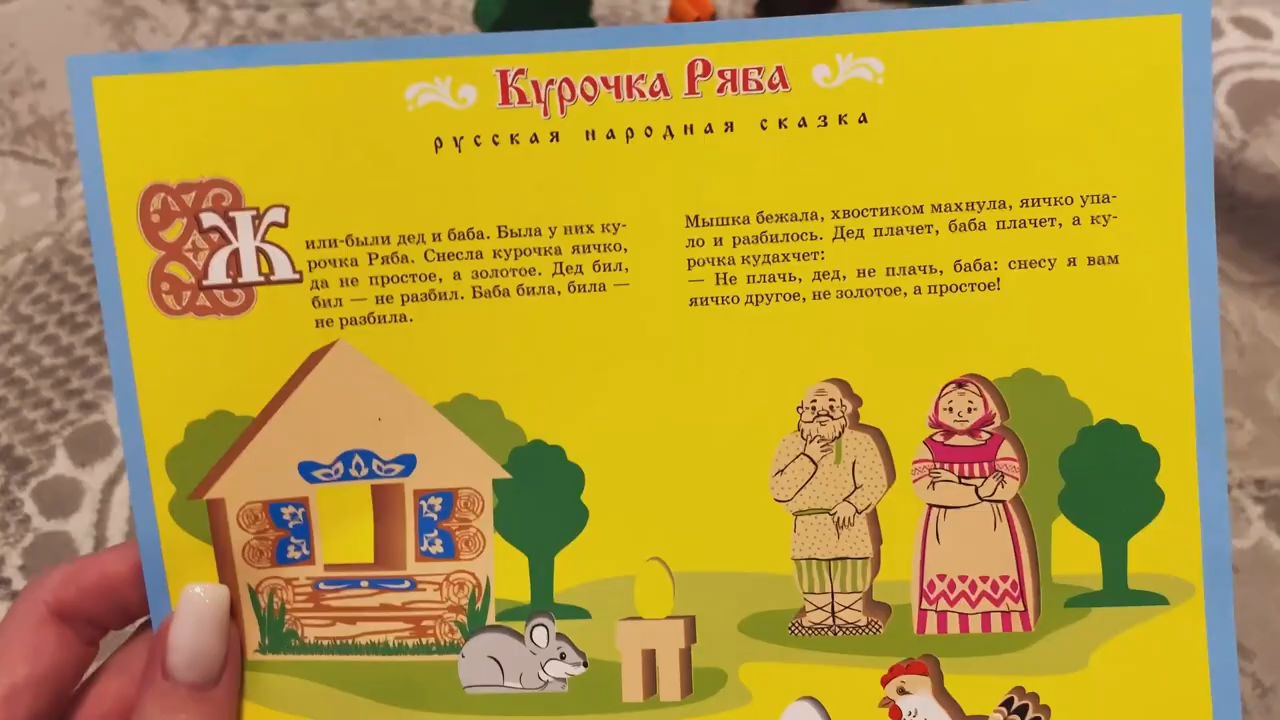 Курочка Ряба
русская народная сказка
Жили-были дед и баба. Была у них ку-
рочка Ряба. Снесла курочка яичко,
да не простое, а золотое. Дед бил,
бил — не разбил. Баба била, била —
не разбила.
Мышка бежала, хвостиком махнула, яичко упа-
ло и разбилось. Дед плачет, баба плачет, а ку-
рочка кудахчет:
— Не плачь, дед, не плачь, баба: снесу я вам
яичко другое, не золотое, а простое!